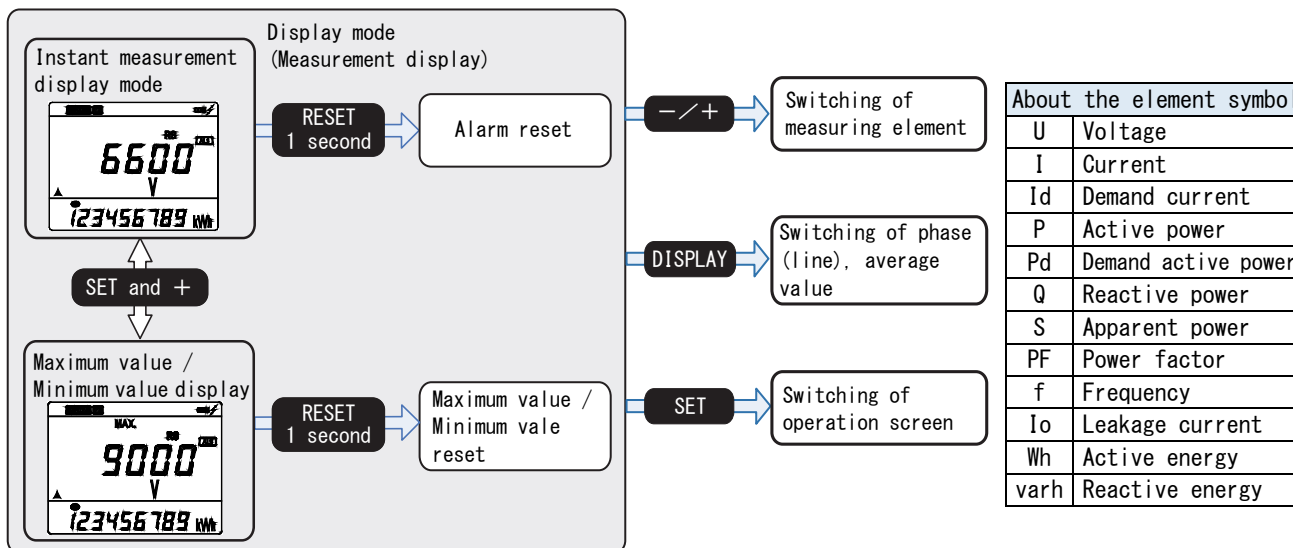 Display mode
(Measurement display)
Instant measurement
display mode
6600
V
123456789 kWh
RESET
1 second
Alarm reset
SET and +
Maximum value /
Minimum value display
MAX.
9000
V
123456789 kWh
RESET
1 second
Maximum value /
Minimum vale
reset
－／＋
Switching of
measuring element
DISPLAY
Switching of phase
(line), average
value
SET
Switching of
operation screen
About the element symbol
U Voltage
I Current
Id Demand current
P Active power
Pd Demand active power
Q Reactive power
S Apparent power
PF Power factor
f Frequency
Io Leakage current
Wh Active energy
varh Reactive energy